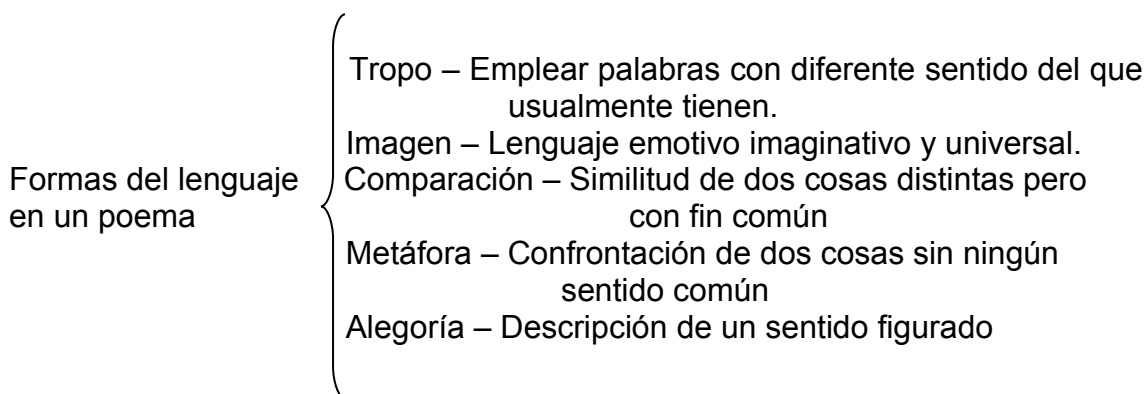 Formas del lenguaje
en un poema
Tropo – Emplear palabras con diferente sentido del que
usualmente tienen.
Imagen – Lenguaje emotivo imaginativo y universal.
Comparación – Similitud de dos cosas distintas pero
con fin común
Metáfora – Confrontación de dos cosas sin ningún
sentido común
Alegoría – Descripción de un sentido figurado